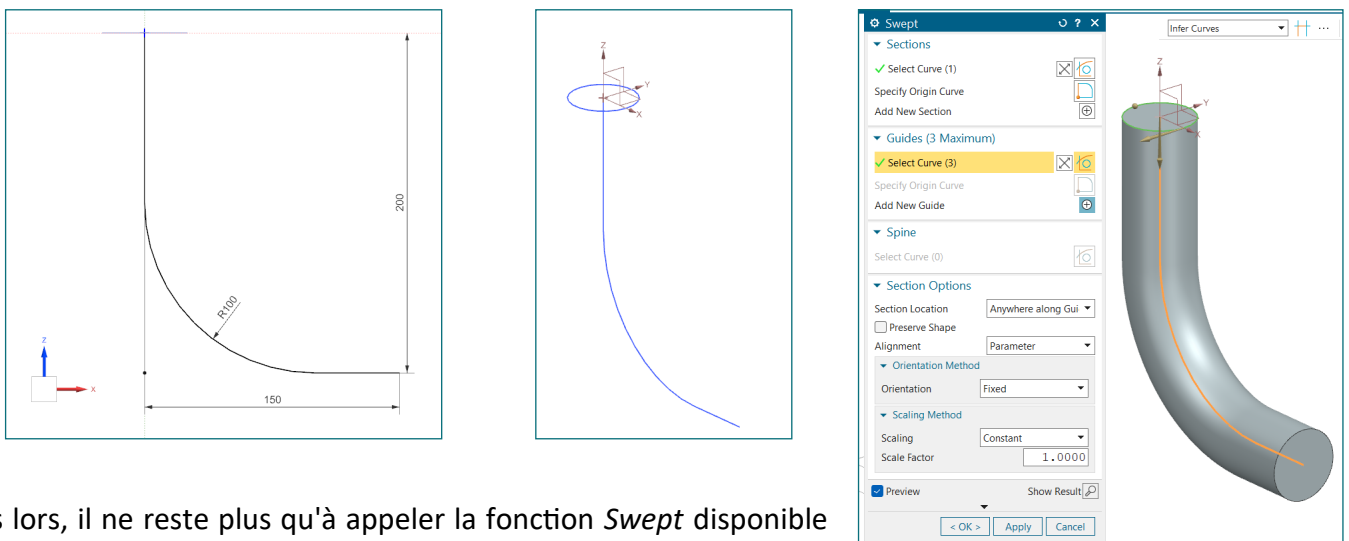 200
R100
150
Z
X
Z
Y
X
Swept
Sections
Select Curve (1)
Specify Origin Curve
Add New Section
Guides (3 Maximum)
Select Curve (3)
Specify Origin Curve
Add New Guide
Spine
Select Curve (0)
Section Options
Section Location Anywhere along Gui
Preserve Shape
Alignment Parameter
Orientation Method
Orientation Fixed
Scaling Method
Scaling Constant
Scale Factor 1.0000
Preview Show Result
< OK > Apply Cancel
Infer Curves
Z
Y
X
s lors, il ne reste plus qu'à appeler la fonction Swept disponible